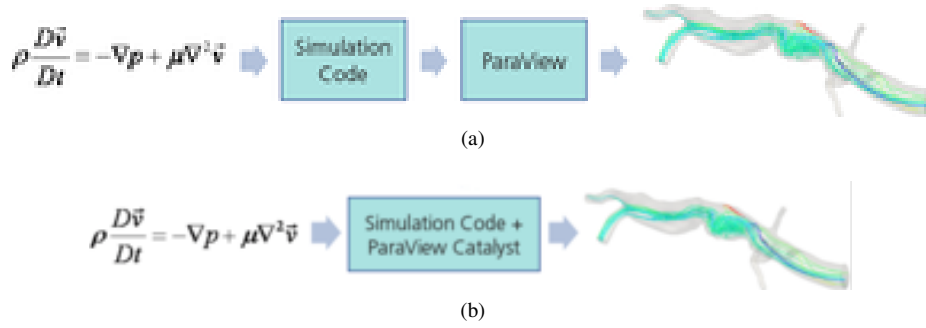 ρ Dv⃗/Dt = −∇p + μ∇²v⃗
Simulation
Code
ParaView
(a)
ρ Dv⃗/Dt = −∇p + μ∇²v⃗
Simulation Code +
ParaView Catalyst
(b)